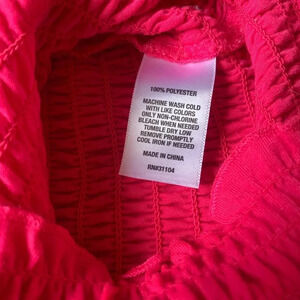 100% POLYESTER
MACHINE WASH COLD
WITH LIKE COLORS
ONLY NON-CHLORINE
BLEACH WHEN NEEDED
TUMBLE DRY LOW
REMOVE PROMPTLY
COOL IRON IF NEEDED
MADE IN CHINA
RN#31104